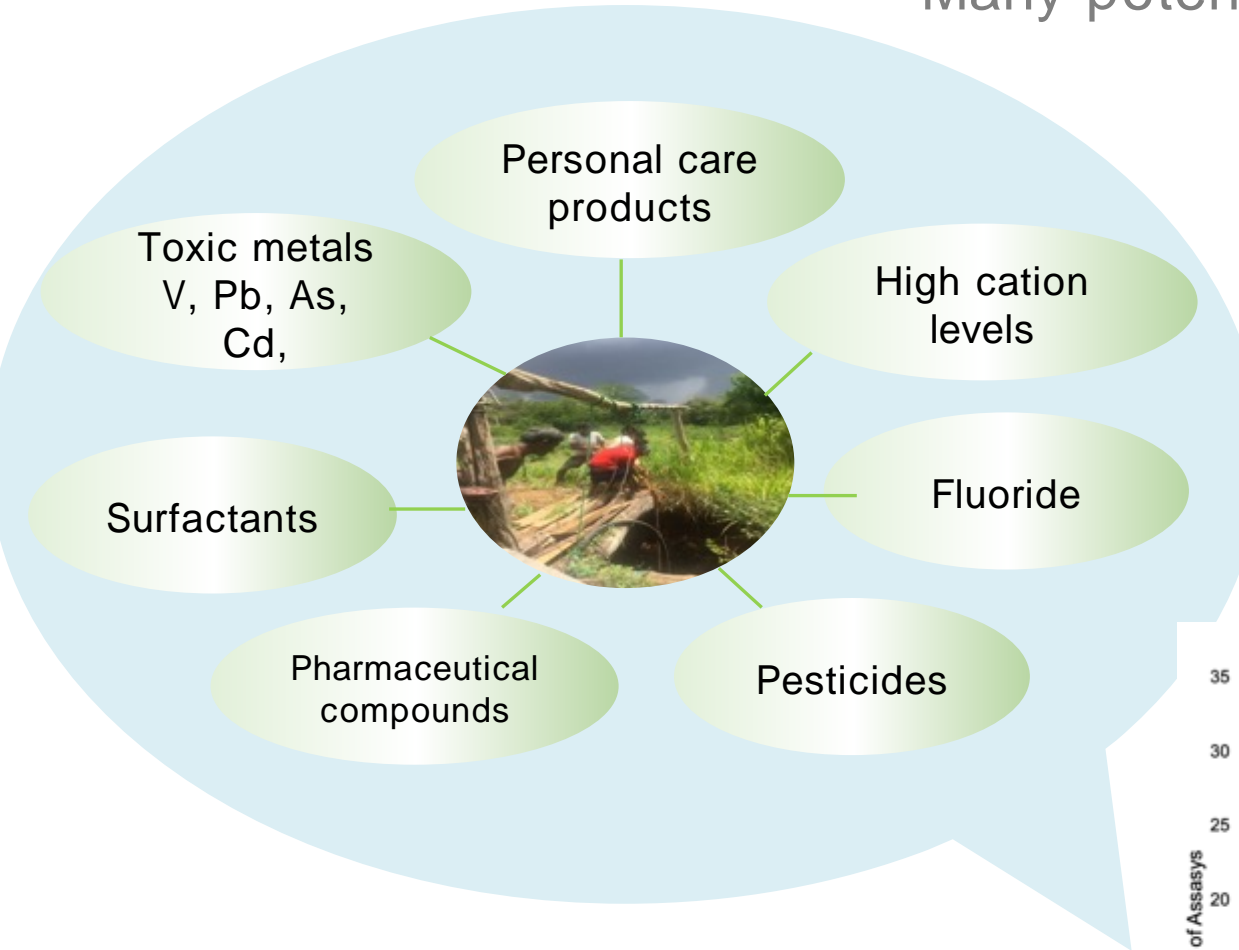 Many poten
Personal care
products
Toxic metals
V, Pb, As,
Cd,
High cation
levels
Surfactants
Fluoride
Pharmaceutical
compounds
Pesticides
35
30
25
20
of Assasys